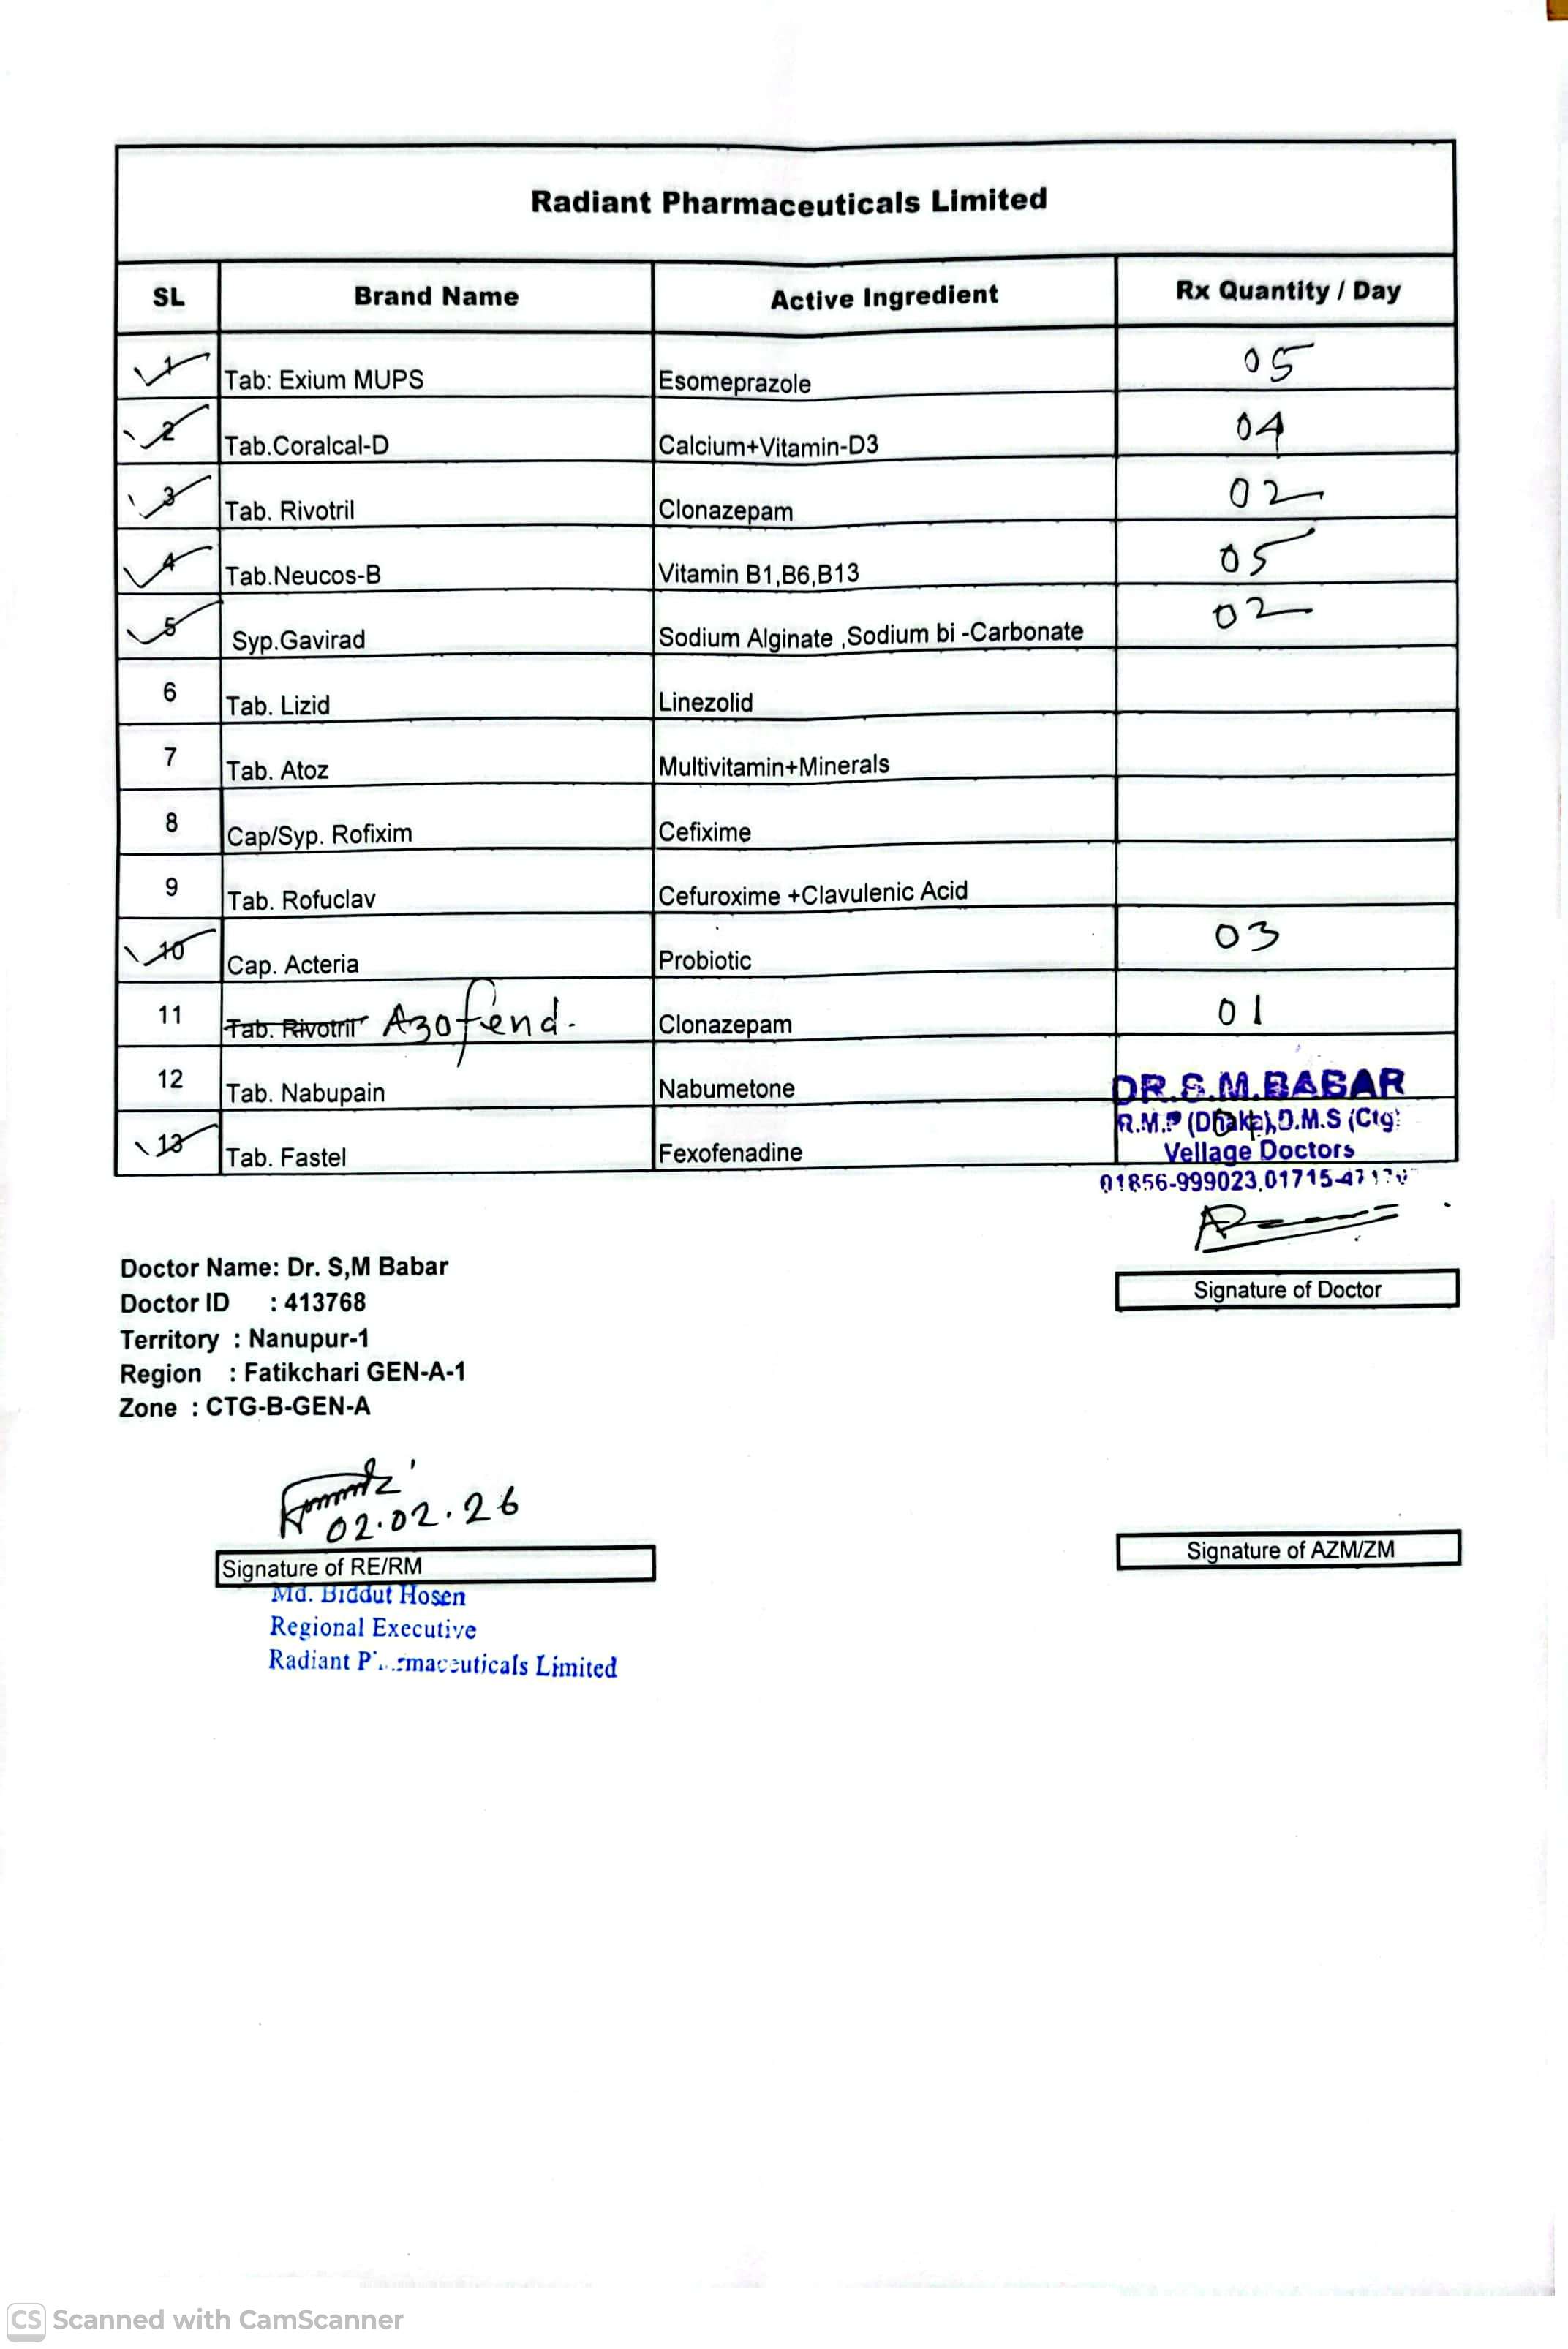 Radiant Pharmaceuticals Limited
SL Brand Name Active Ingredient Rx Quantity / Day
1 Tab: Exium MUPS Esomeprazole 05
2 Tab.Coralcal-D Calcium+Vitamin-D3 04
3 Tab. Rivotril Clonazepam 02
4 Tab.Neucos-B Vitamin B1,B6,B13 05
5 Syp.Gavirad Sodium Alginate ,Sodium bi -Carbonate 02
6 Tab. Lizid Linezolid
7 Tab. Atoz Multivitamin+Minerals
8 Cap/Syp. Rofixim Cefixime
9 Tab. Rofuclav Cefuroxime +Clavulenic Acid
10 Cap. Acteria Probiotic 03
11 Tab. Rivotril Azofend. Clonazepam 01
12 Tab. Nabupain Nabumetone
13 Tab. Fastel Fexofenadine
DR.S.M.BABAR
R.M.P (Dhaka),D.M.S (Ctg)
Vellage Doctors
01856-999023,
Signature of Doctor
Doctor Name: Dr. S,M Babar
Doctor ID : 413768
Territory : Nanupur-1
Region : Fatikchari GEN-A-1
Zone : CTG-B-GEN-A
02.02.26
Signature of RE/RM
Signature of AZM/ZM
Md. Biddut Hosen
Regional Executive
Radiant Pharmaceuticals Limited
CS Scanned with CamScanner